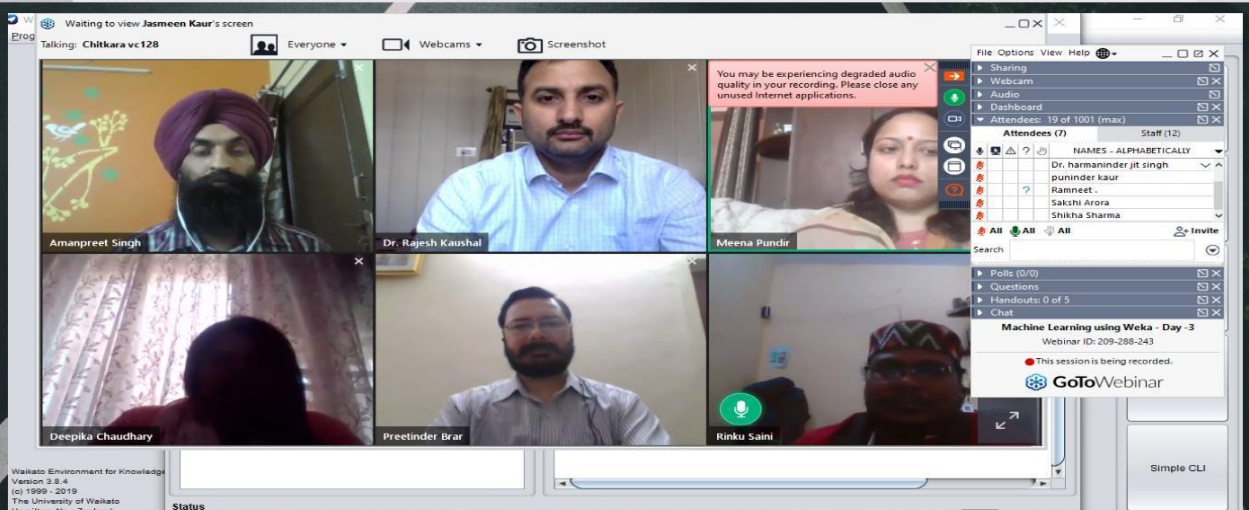 Waiting to view Jasmeen Kaur's screen
Talking: Chitkara vc128
Everyone
Webcams
Screenshot
You may be experiencing degraded audio
quality in your recording. Please close any
unused Internet applications.
Amanpreet Singh
Dr. Rajesh Kaushal
Meena Pundir
Deepika Chaudhary
Preetinder Brar
Rinku Saini
File Options View Help
Sharing
Webcam
Audio
Dashboard
Attendees: 19 of 1001 (max)
Attendees (7) Staff (12)
? NAMES - ALPHABETICALLY
Dr. harmaninder jit singh
puninder kaur
? Ramneet .
Sakshi Arora
Shikha Sharma
All All All + Invite
Search
Polls (0/0)
Questions
Handouts: 0 of 5
Chat
Machine Learning using Weka - Day -3
Webinar ID: 209-288-243
This session is being recorded.
GoToWebinar
Simple CLI
Waikato Environment for Knowledge
Version 3.8.4
(c) 1999 - 2019
The University of Waikato
Status